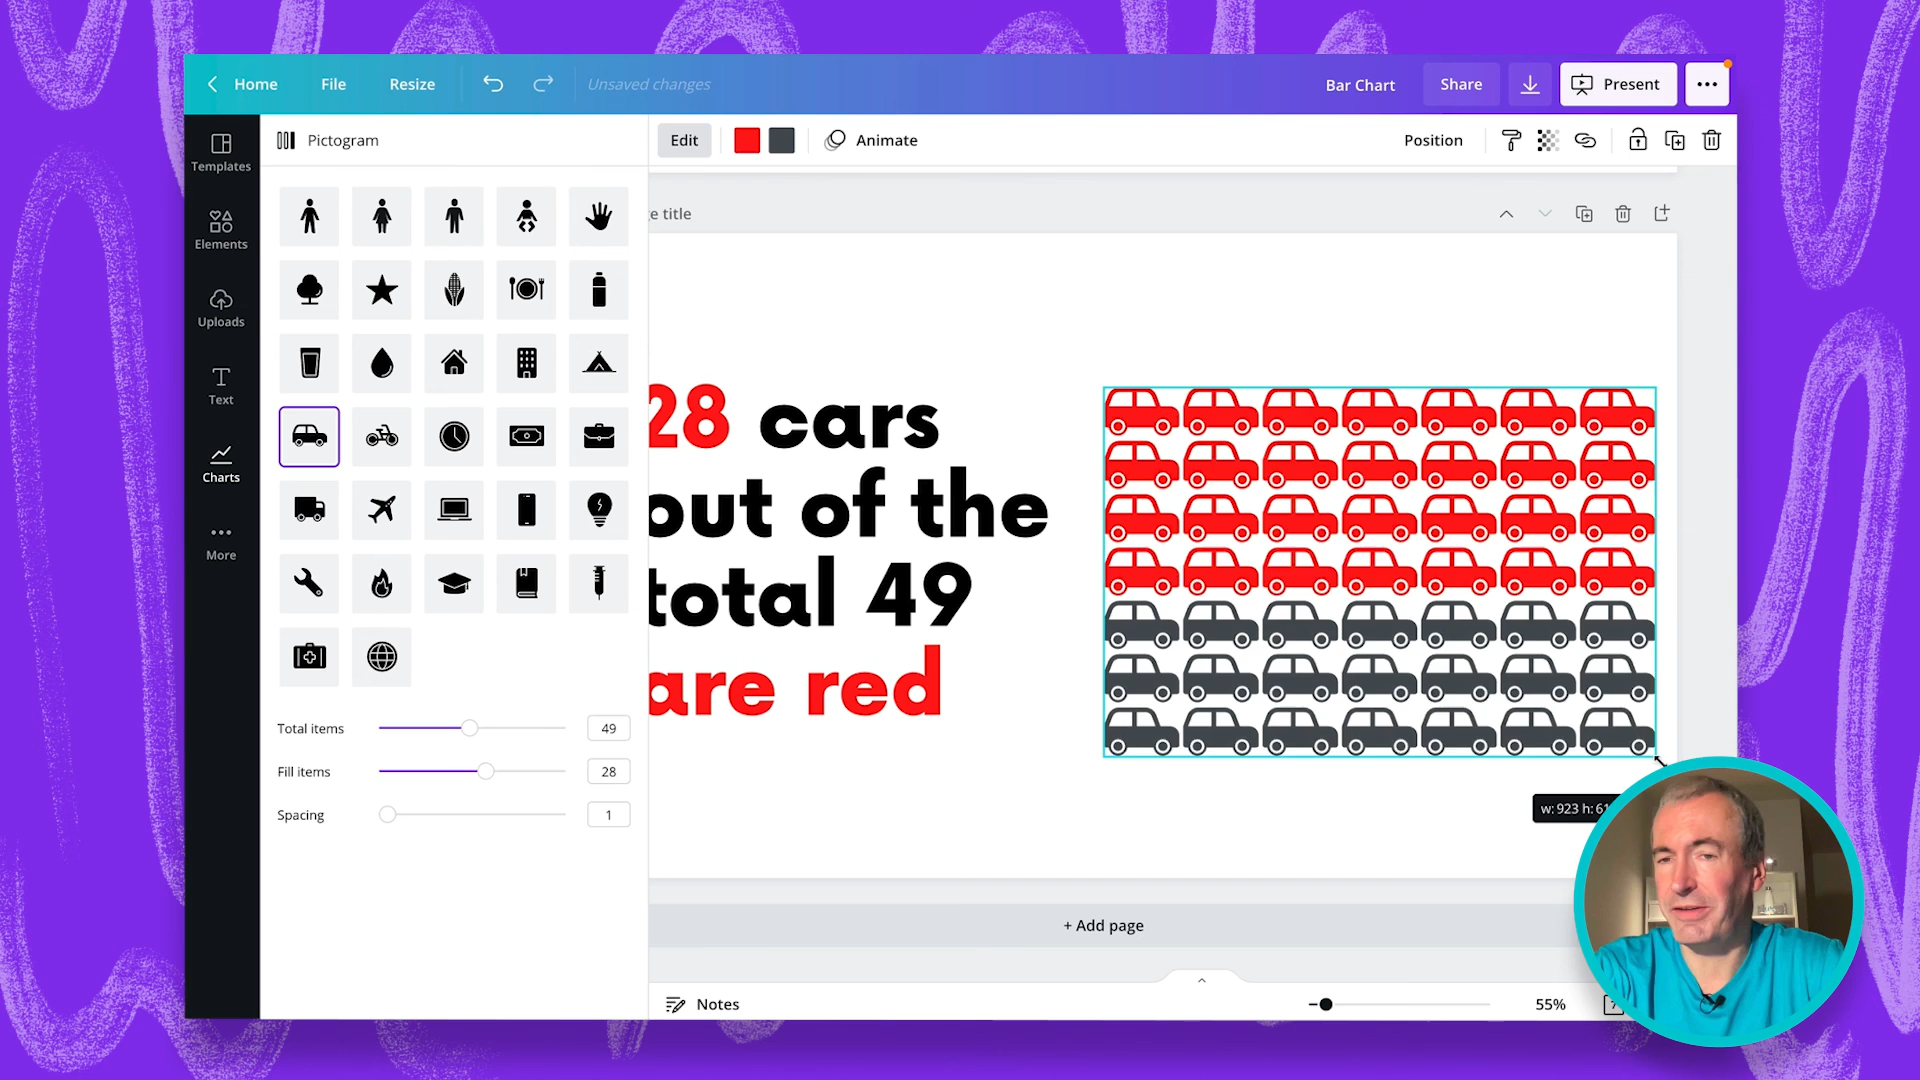 Home File Resize Unsaved changes Bar Chart Share Present
Templates
Elements
Uploads
Text
Charts
More
Pictogram
Total items 49
Fill items 28
Spacing 1
Edit Animate Position
e title
28 cars
out of the
total 49
are red
w: 923 h: 61
+ Add page
Notes 55%